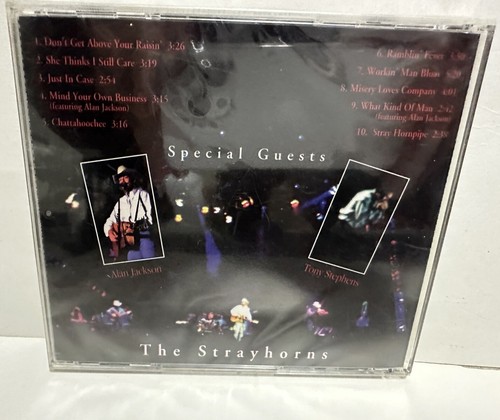 1. Don't Get Above Your Raisin' 3:26
2. She Thinks I Still Care 3:19
3. Just In Case 2:54
4. Mind Your Own Business 3:15
(featuring Alan Jackson)
5. Chattahoochee 3:16
6. Ramblin' Fever
7. Workin' Man Blues
8. Misery Loves Company 4:01
9. What Kind Of Man 2:42
(featuring Alan Jackson)
10. Stray Hornpipe 2:38
Special Guests
Alan Jackson
Tony Stephens
The Strayhorns